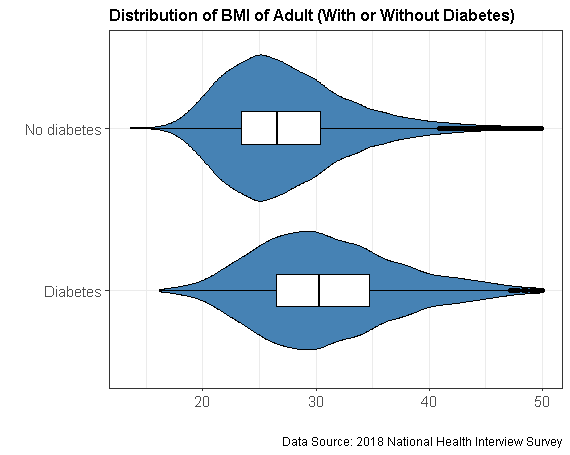 Distribution of BMI of Adult (With or Without Diabetes)
No diabetes
Diabetes
20 30 40 50
Data Source: 2018 National Health Interview Survey